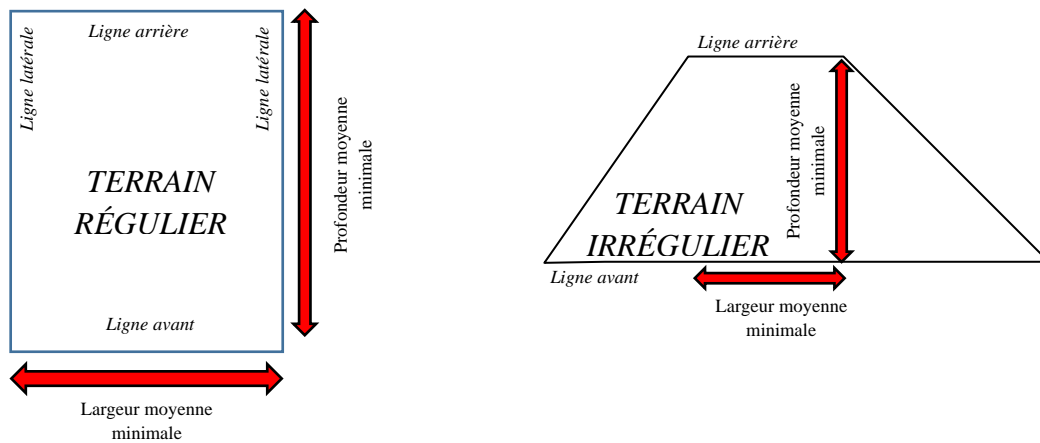 Ligne arrière
Ligne latérale
Ligne latérale
TERRAIN
RÉGULIER
Ligne avant
Profondeur moyenne
minimale
Largeur moyenne
minimale
Ligne arrière
Profondeur moyenne
minimale
TERRAIN
IRRÉGULIER
Ligne avant
Largeur moyenne
minimale